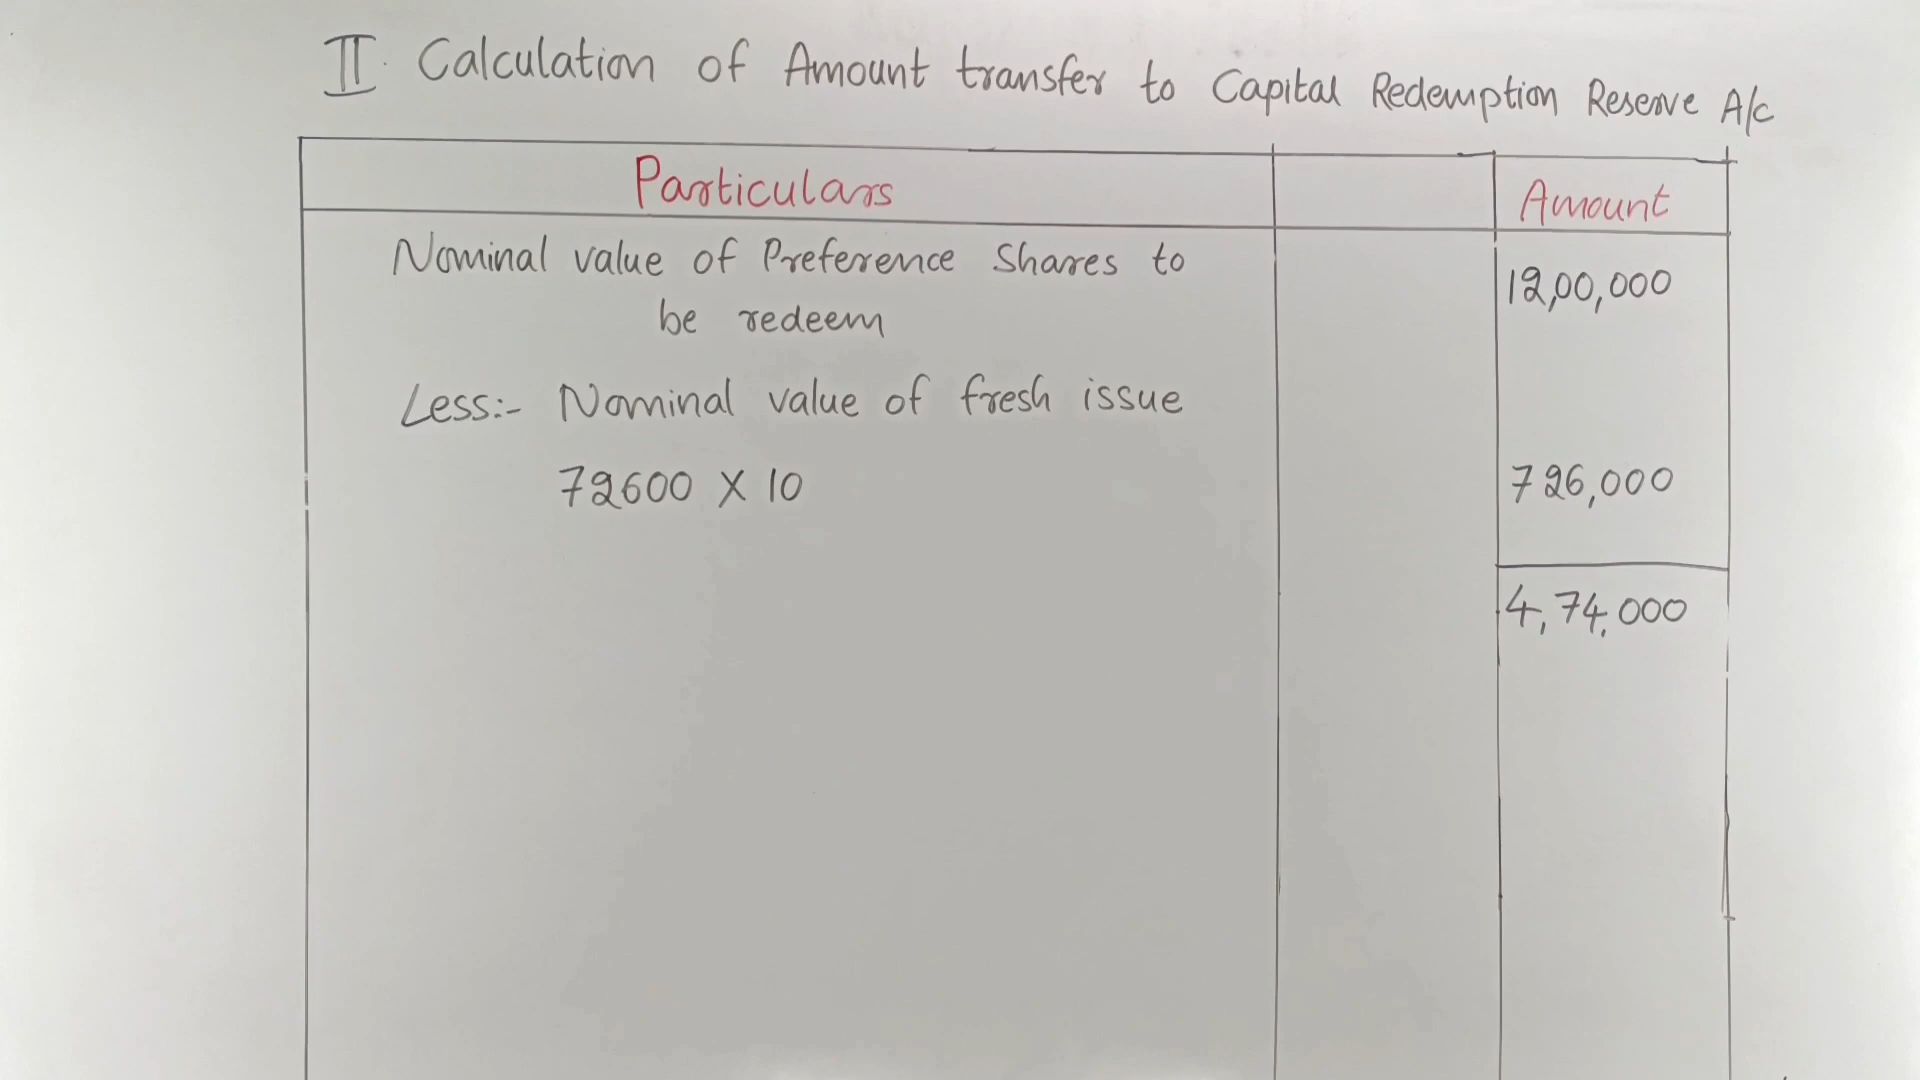 II. Calculation of Amount transfer to Capital Redemption Reserve A/c
Particulars Amount
Nominal value of Preference Shares to 12,00,000
be redeem
Less:- Nominal value of fresh issue
72600 X 10 726,000
4,74,000